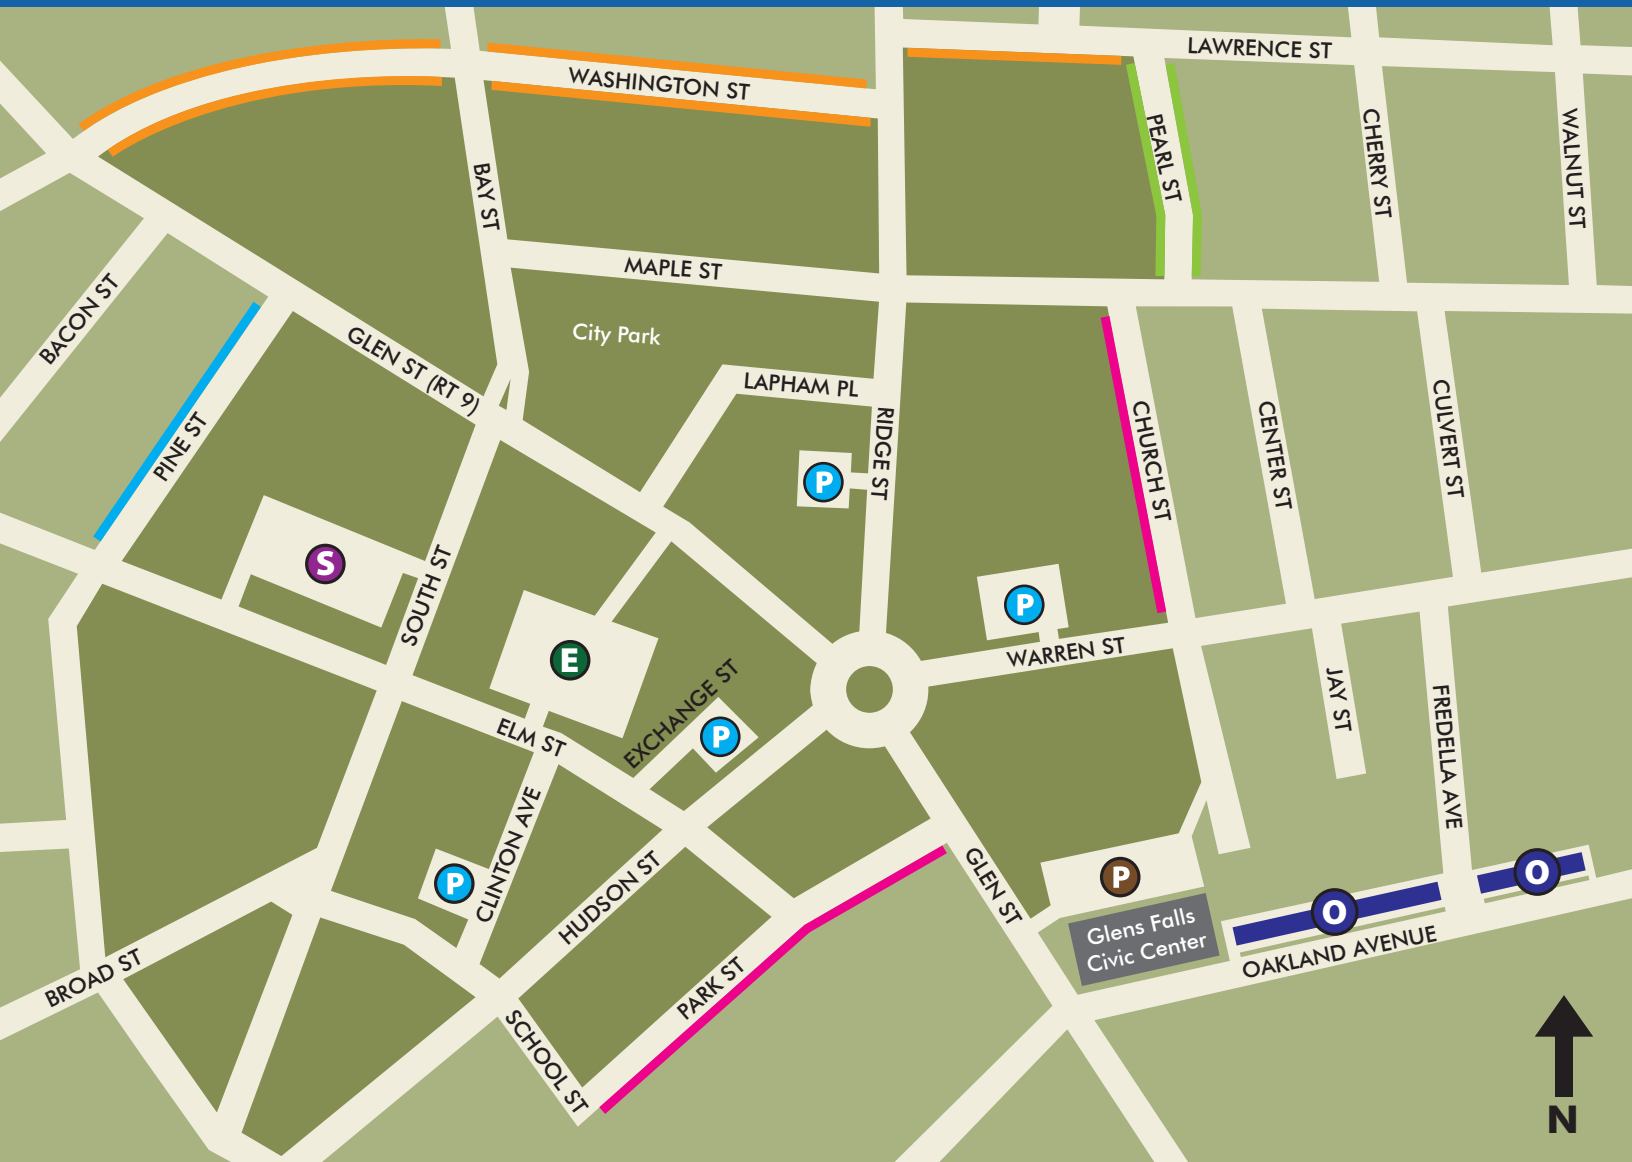 LAWRENCE ST
WASHINGTON ST
PEARL ST
CHERRY ST
WALNUT ST
BAY ST
MAPLE ST
BACON ST
City Park
GLEN ST (RT 9)
LAPHAM PL
PINE ST
RIDGE ST
CHURCH ST
CENTER ST
CULVERT ST
P
S
SOUTH ST
P
E
WARREN ST
EXCHANGE ST
JAY ST
FREDELLA AVE
P
ELM ST
CLINTON AVE
P
HUDSON ST
GLEN ST
P
O
O
Glens Falls
Civic Center
OAKLAND AVENUE
BROAD ST
PARK ST
SCHOOL ST
N